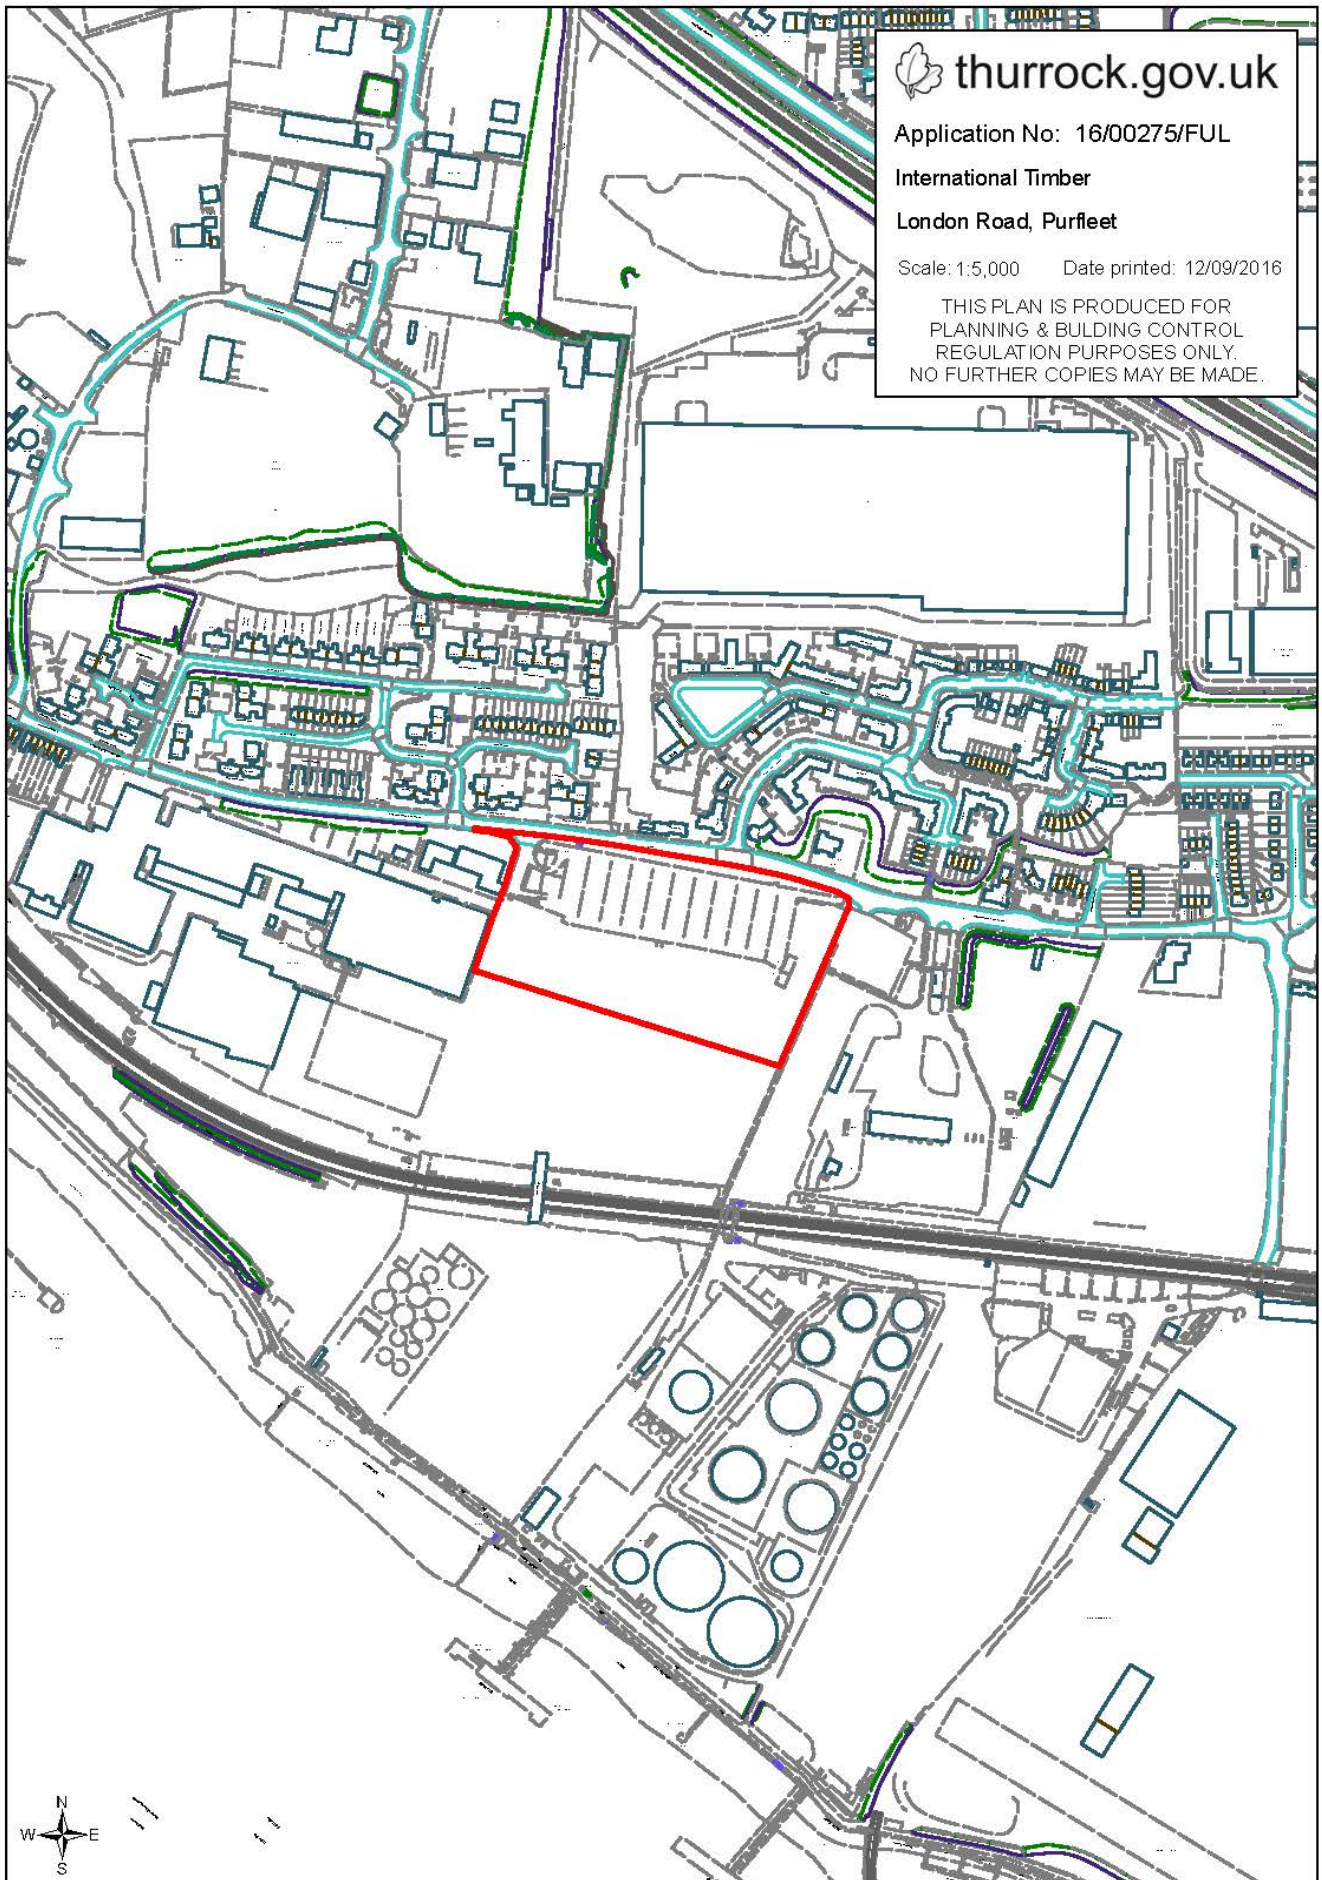 thurrock.gov.uk
Application No: 16/00275/FUL
International Timber
London Road, Purfleet
Scale: 1:5,000 Date printed: 12/09/2016
THIS PLAN IS PRODUCED FOR
PLANNING & BULDING CONTROL
REGULATION PURPOSES ONLY.
NO FURTHER COPIES MAY BE MADE.
N
W E
S